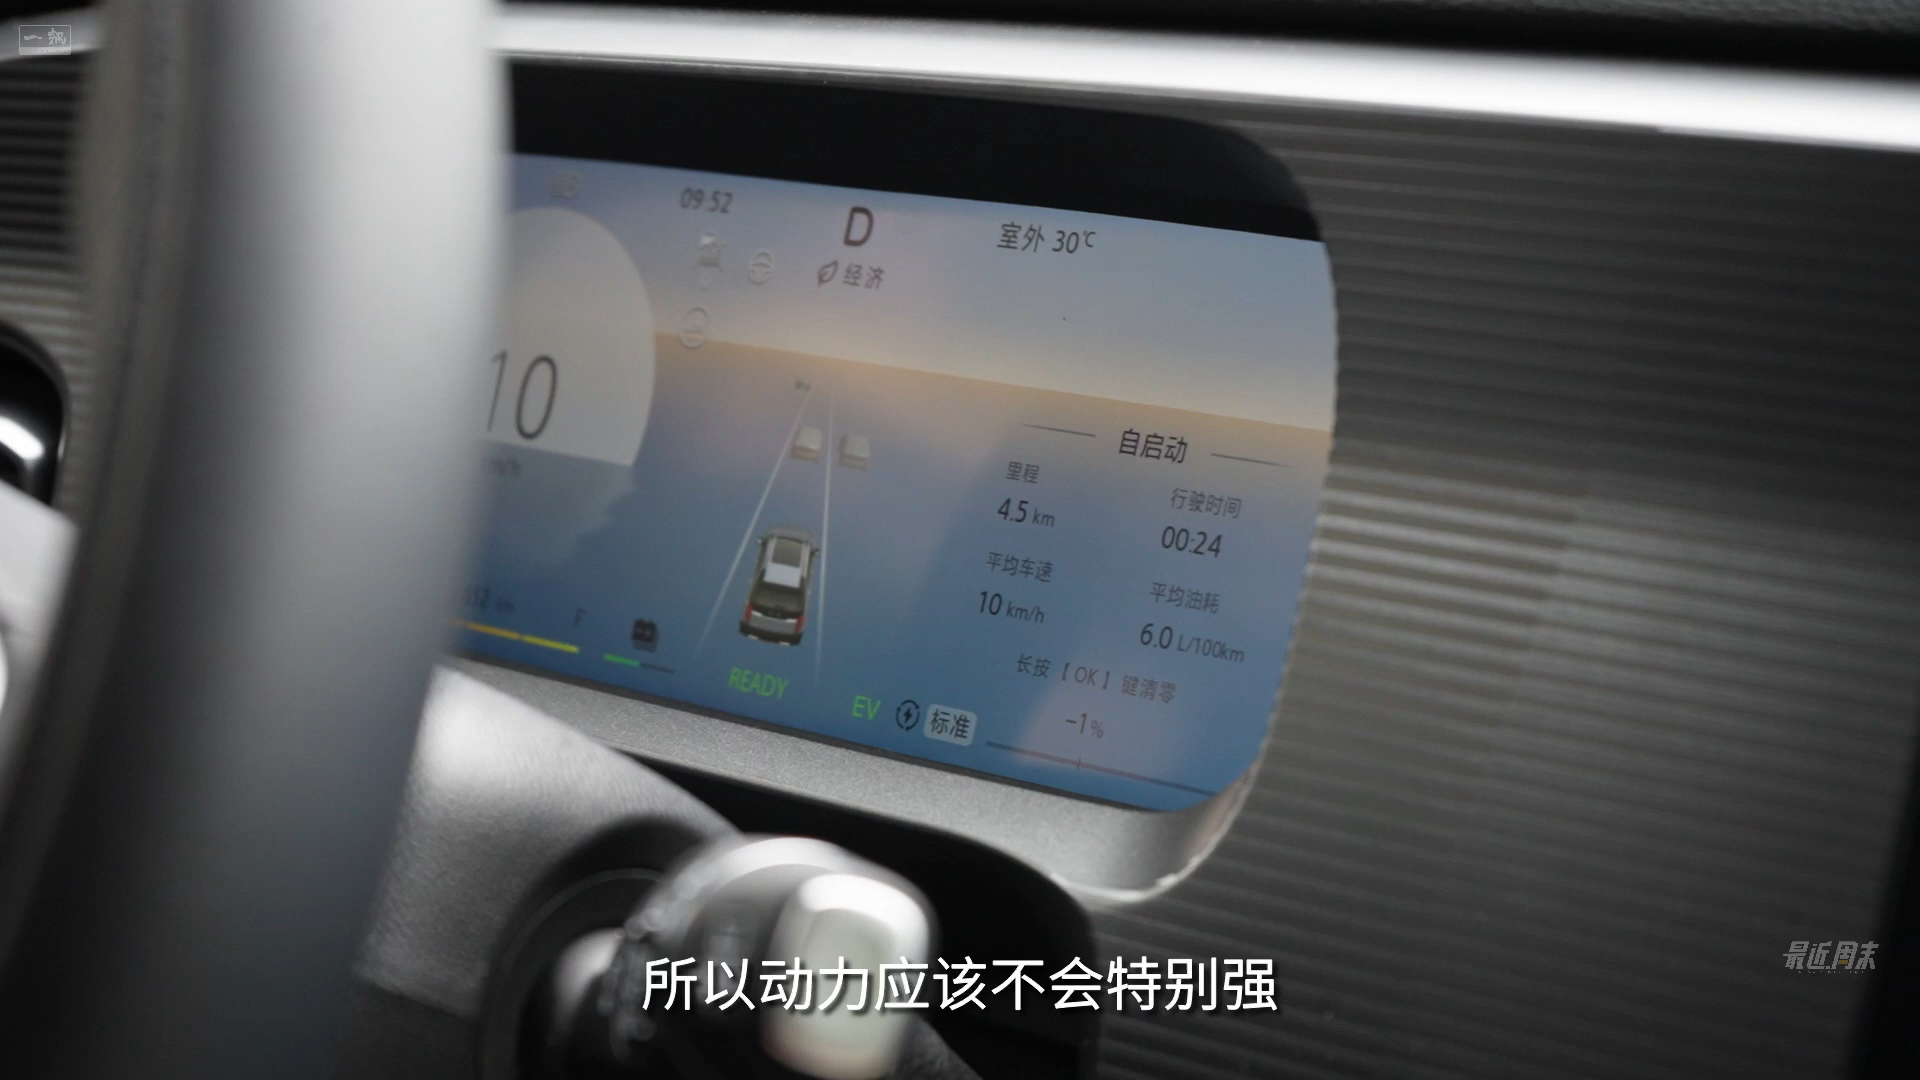 一飙
09:52
D
室外 30℃
经济
10
自启动
里程
行驶时间
4.5 km
00:24
平均车速
平均油耗
10 km/h
6.0 L/100km
F
长按【OK】键清零
READY
EV
标准
-1%
最近周末
所以动力应该不会特别强